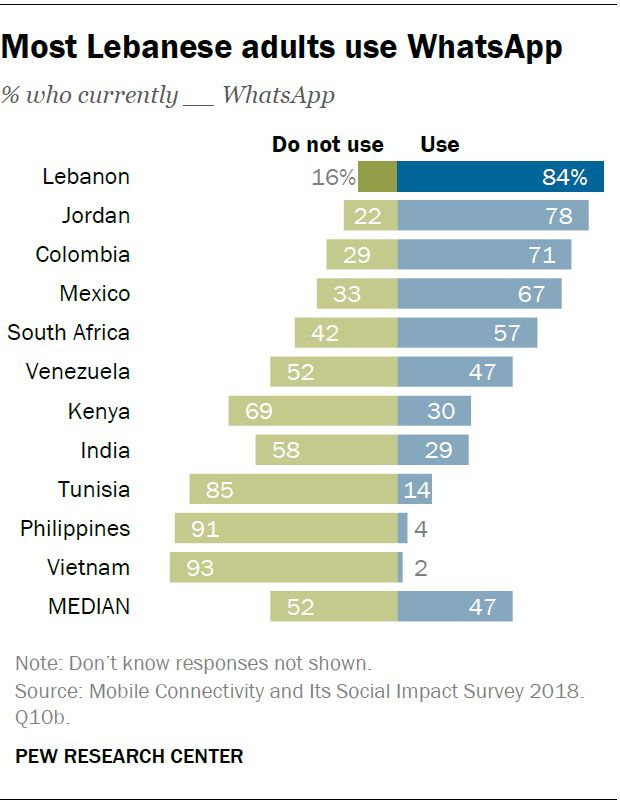 Most Lebanese adults use WhatsApp
% who currently __ WhatsApp
Do not use Use
Lebanon 16% 84%
Jordan 22 78
Colombia 29 71
Mexico 33 67
South Africa 42 57
Venezuela 52 47
Kenya 69 30
India 58 29
Tunisia 85 14
Philippines 91 4
Vietnam 93 2
MEDIAN 52 47
Note: Don’t know responses not shown.
Source: Mobile Connectivity and Its Social Impact Survey 2018.
Q10b.
PEW RESEARCH CENTER